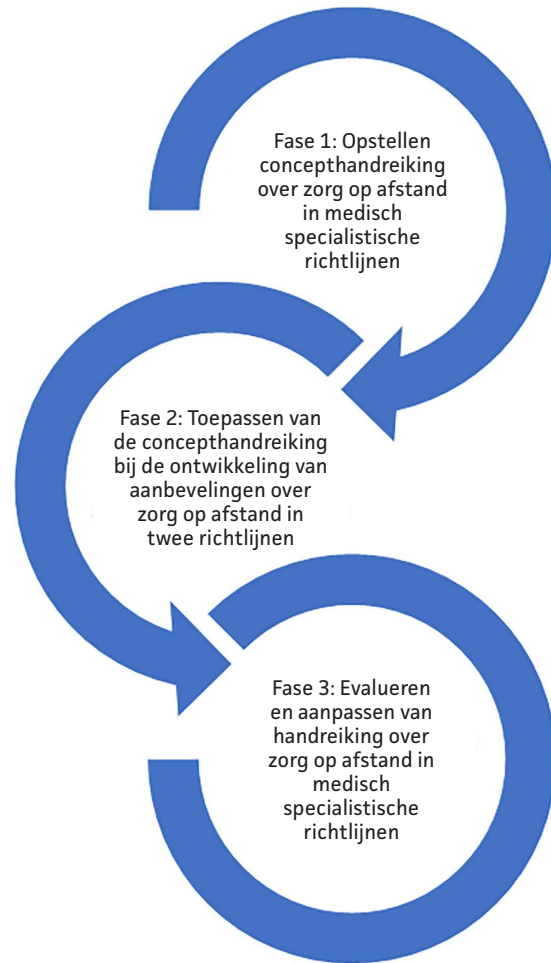 Fase 1: Opstellen
concepthandreiking
over zorg op afstand
in medisch
specialistische
richtlijnen
Fase 2: Toepassen van
de concepthandreiking
bij de ontwikkeling van
aanbevelingen over
zorg op afstand in
twee richtlijnen
Fase 3: Evalueren
en aanpassen van
handreiking over
zorg op afstand in
medisch
specialistische
richtlijnen